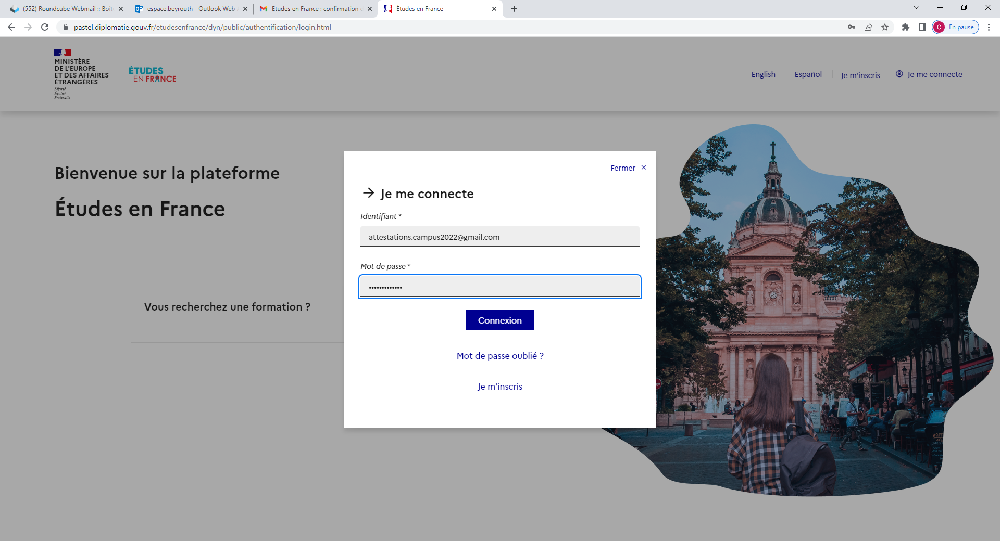 (552) Roundcube Webmail :: Boît
espace.beyrouth - Outlook Web
Etudes en France : confirmation
Études en France
pastel.diplomatie.gouv.fr/etudesenfrance/dyn/public/authentification/login.html
C
En pause
MINISTÈRE
DE L'EUROPE
ET DES AFFAIRES
ÉTRANGÈRES
Liberté
Égalité
Fraternité
ÉTUDES
EN FRANCE
English
Español
Je m'inscris
Je me connecte
Bienvenue sur la plateforme
Études en France
Vous recherchez une formation ?
Fermer ×
→ Je me connecte
Identifiant *
attestations.campus2022@gmail.com
Mot de passe *
•••••••••••••
Connexion
Mot de passe oublié ?
Je m'inscris